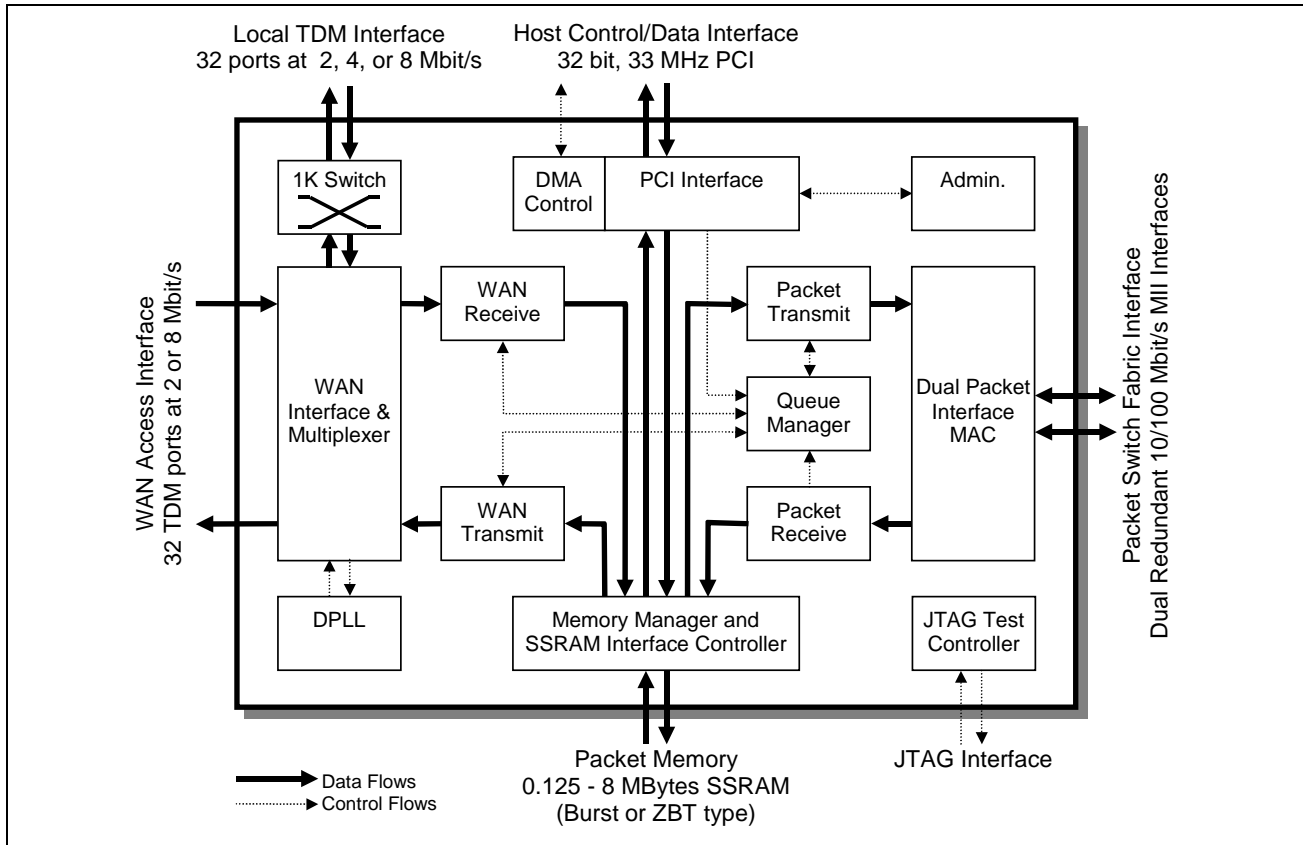 Local TDM Interface
32 ports at 2, 4, or 8 Mbit/s
Host Control/Data Interface
32 bit, 33 MHz PCI
1K Switch
DMA
Control
PCI Interface
Admin.
WAN Access Interface
32 TDM ports at 2 or 8 Mbit/s
WAN
Interface &
Multiplexer
WAN
Receive
Packet
Transmit
Queue
Manager
Dual Packet
Interface
MAC
Packet Switch Fabric Interface
Dual Redundant 10/100 Mbit/s MII Interfaces
WAN
Transmit
Packet
Receive
DPLL
Memory Manager and
SSRAM Interface Controller
JTAG Test
Controller
Packet Memory
0.125 - 8 MBytes SSRAM
(Burst or ZBT type)
JTAG Interface
Data Flows
Control Flows